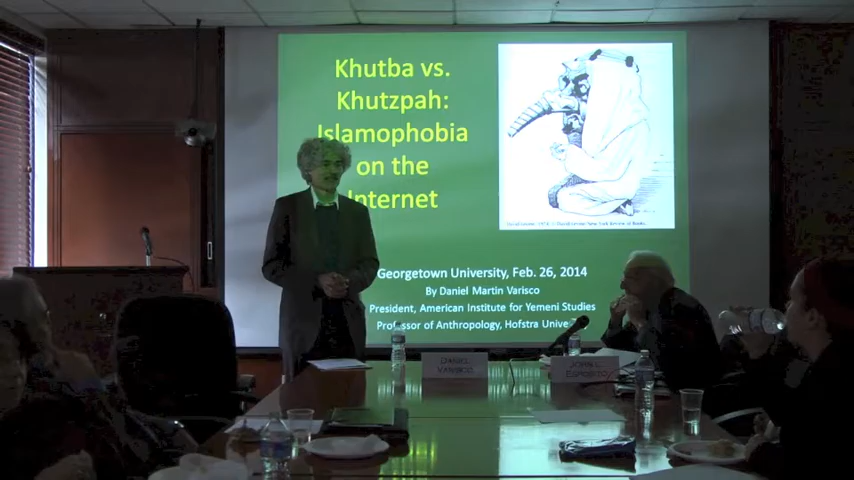 Khutba vs.
Khutzpah:
Islamophobia
on the
Internet
Georgetown University, Feb. 26, 2014
By Daniel Martin Varisco
President, American Institute for Yemeni Studies
Professor of Anthropology, Hofstra Unive
DANIEL
VARISCO
JOHN L.
ESPOSITO